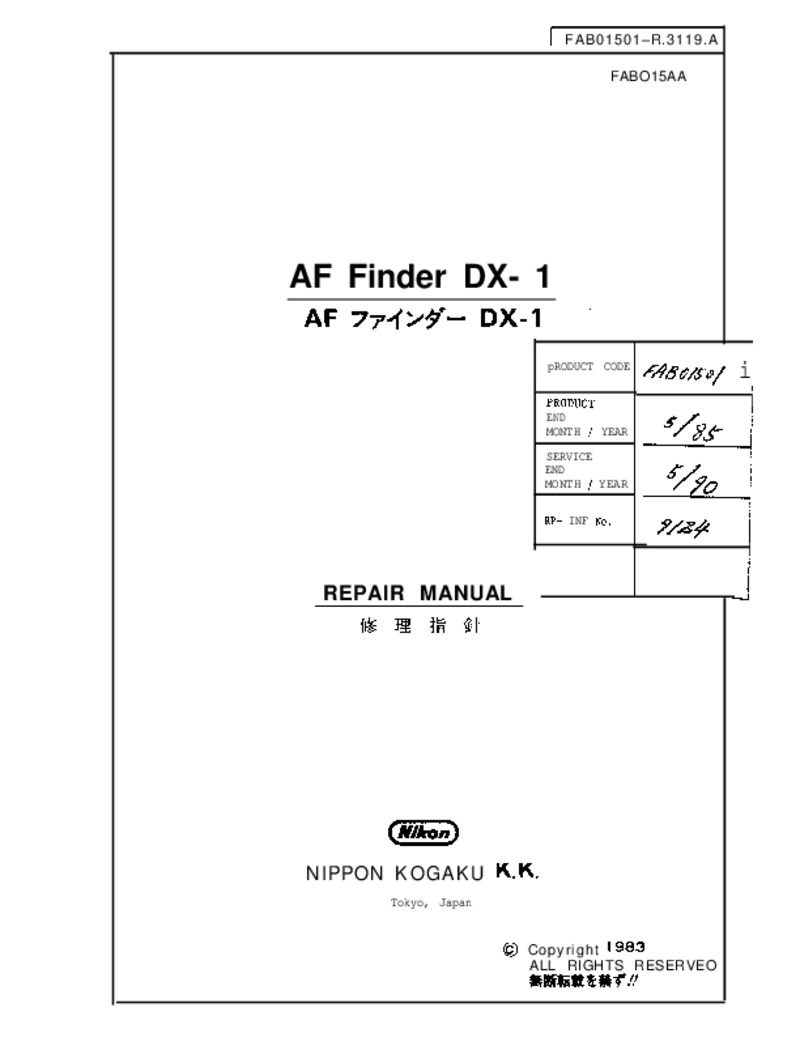 FAB01501–R.3119.A
FABO15AA
AF Finder DX- 1
AF ファインダー DX-1
pRODUCT CODE FAB01501 i
PRODUCT
END
MONTH / YEAR 5/85
SERVICE
END
MONTH / YEAR 5/90
RP- INF No. 9184
REPAIR MANUAL
修 理 指 針
Nikon
NIPPON KOGAKU K.K.
Tokyo, Japan
© Copyright 1983
ALL RIGHTS RESERVEO
無断転載を禁ず!!